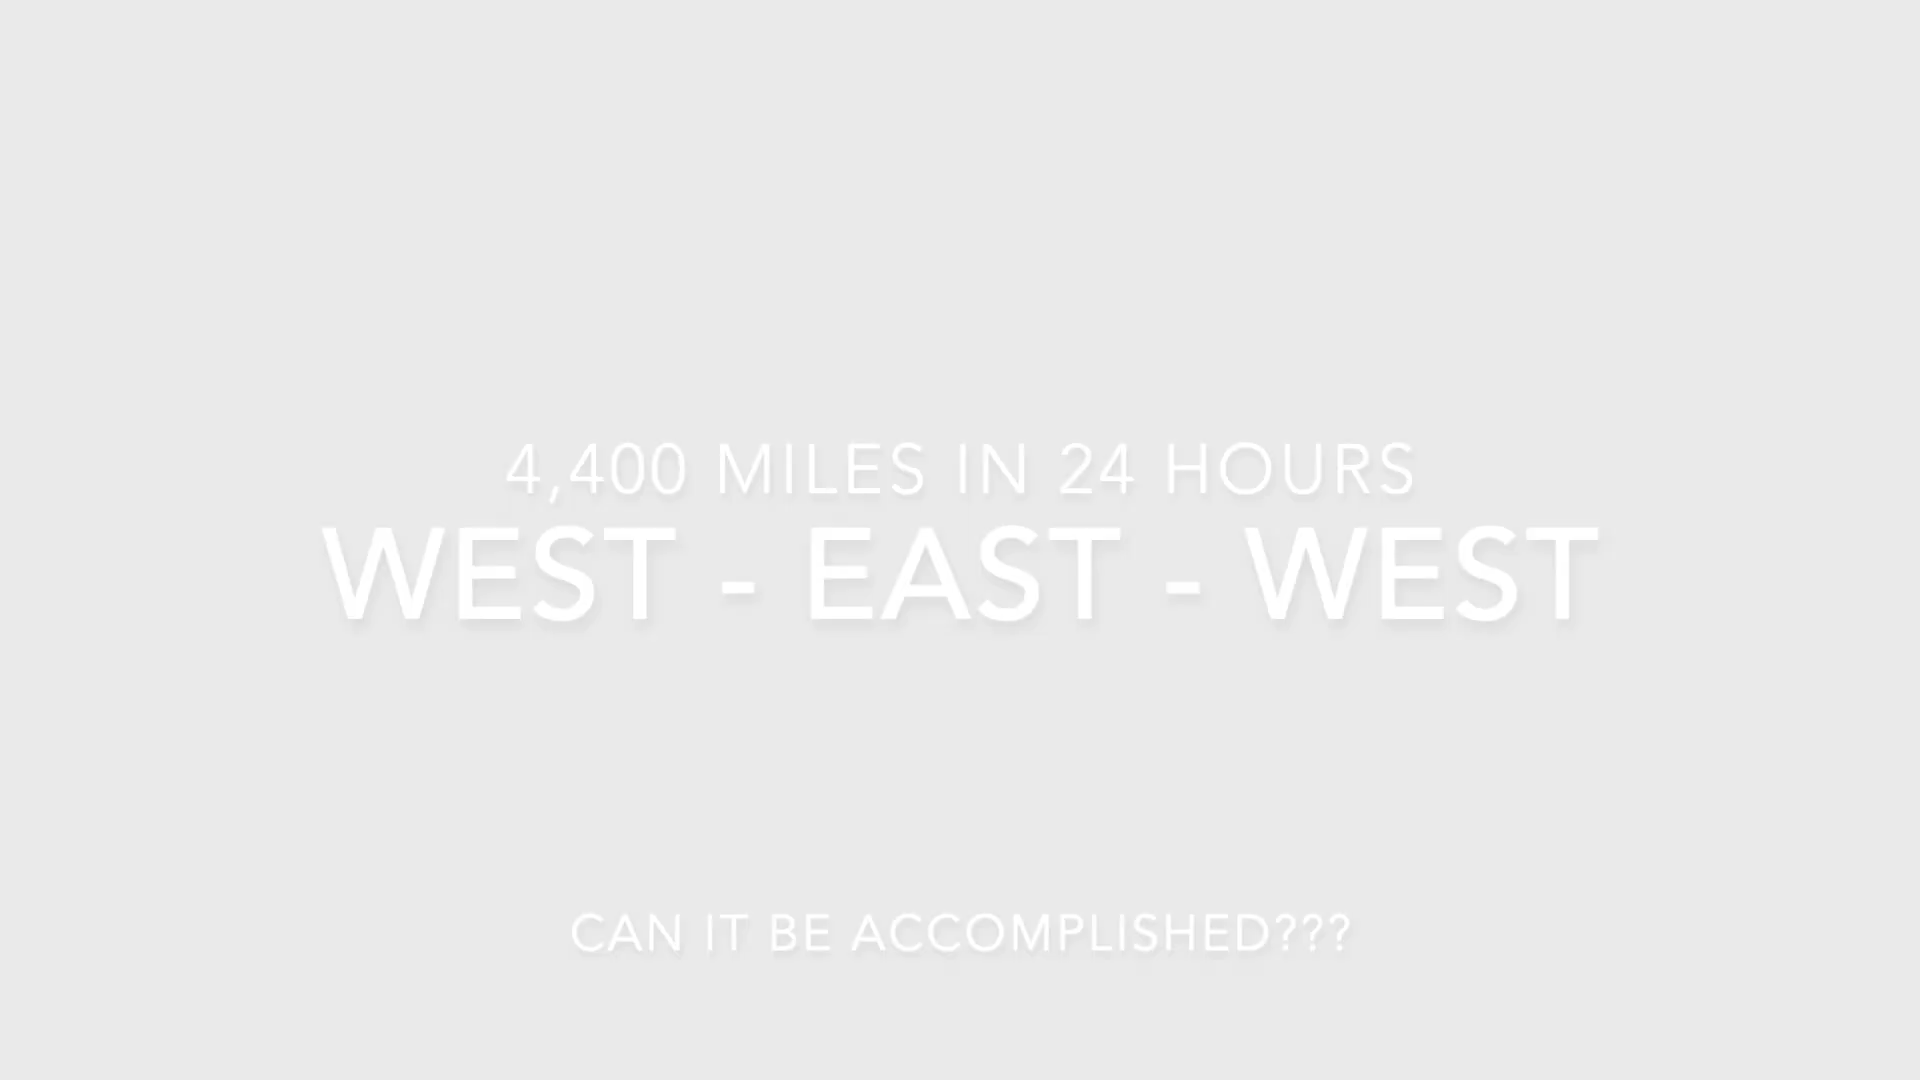 4,400 MILES IN 24 HOURS
WEST - EAST - WEST
CAN IT BE ACCOMPLISHED???